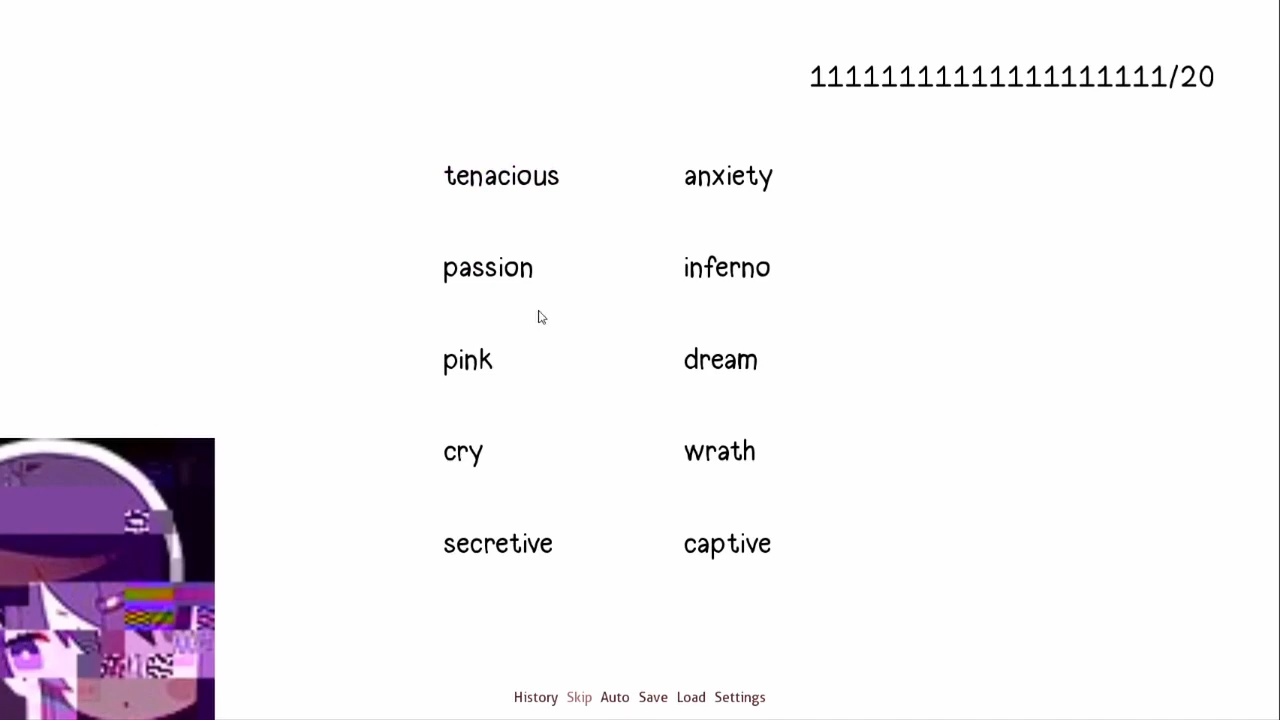 11111111111111111111/20
tenacious anxiety
passion inferno
pink dream
cry wrath
secretive captive
History Skip Auto Save Load Settings